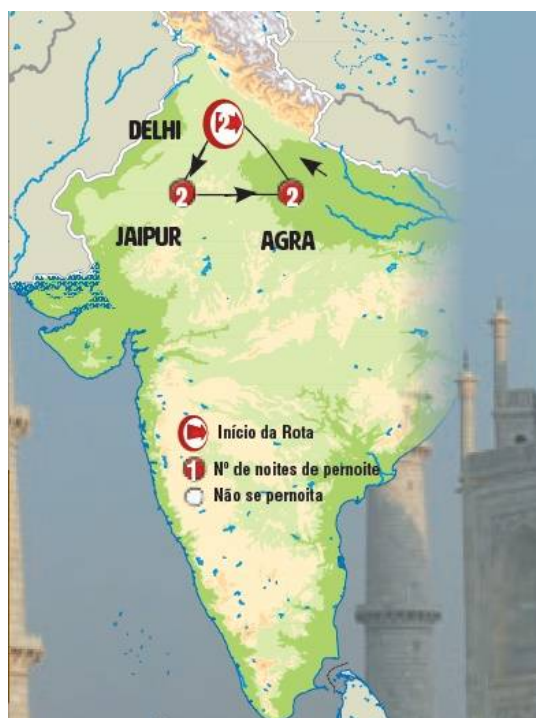 2
DELHI
2
2
JAIPUR
AGRA
Início da Rota
1 Nº de noites de pernoite
Não se pernoita